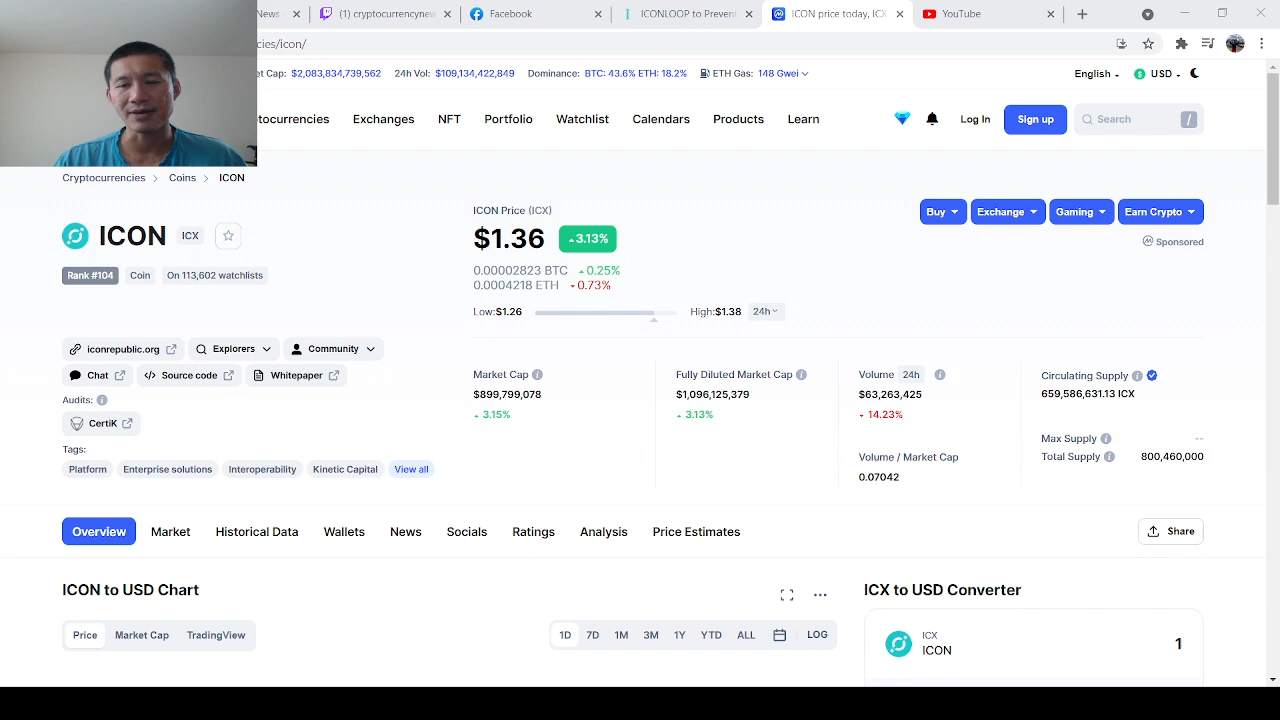 News
(1) cryptocurrencynew
Facebook
ICONLOOP to Prevent
ICON price today, ICX
YouTube
cies/icon/
et Cap: $2,083,834,739,562 24h Vol: $109,134,422,849 Dominance: BTC: 43.6% ETH: 18.2% ETH Gas: 148 Gwei
English USD
tocurrencies Exchanges NFT Portfolio Watchlist Calendars Products Learn
Log In Sign up Search /
Cryptocurrencies Coins ICON
ICON ICX
Rank #104 Coin On 113,602 watchlists
ICON Price (ICX)
$1.36 3.13%
0.00002823 BTC 0.25%
0.0004218 ETH 0.73%
Low:$1.26 High:$1.38 24h
Buy Exchange Gaming Earn Crypto
Sponsored
iconrepublic.org Explorers Community
Chat Source code Whitepaper
Audits:
CertiK
Tags:
Platform Enterprise solutions Interoperability Kinetic Capital View all
Market Cap
$899,799,078
3.15%
Fully Diluted Market Cap
$1,096,125,379
3.13%
Volume 24h
$63,263,425
14.23%
Volume / Market Cap
0.07042
Circulating Supply
659,586,631.13 ICX
Max Supply --
Total Supply 800,460,000
Overview Market Historical Data Wallets News Socials Ratings Analysis Price Estimates
Share
ICON to USD Chart
Price Market Cap TradingView
1D 7D 1M 3M 1Y YTD ALL LOG
ICX to USD Converter
ICX
ICON
1